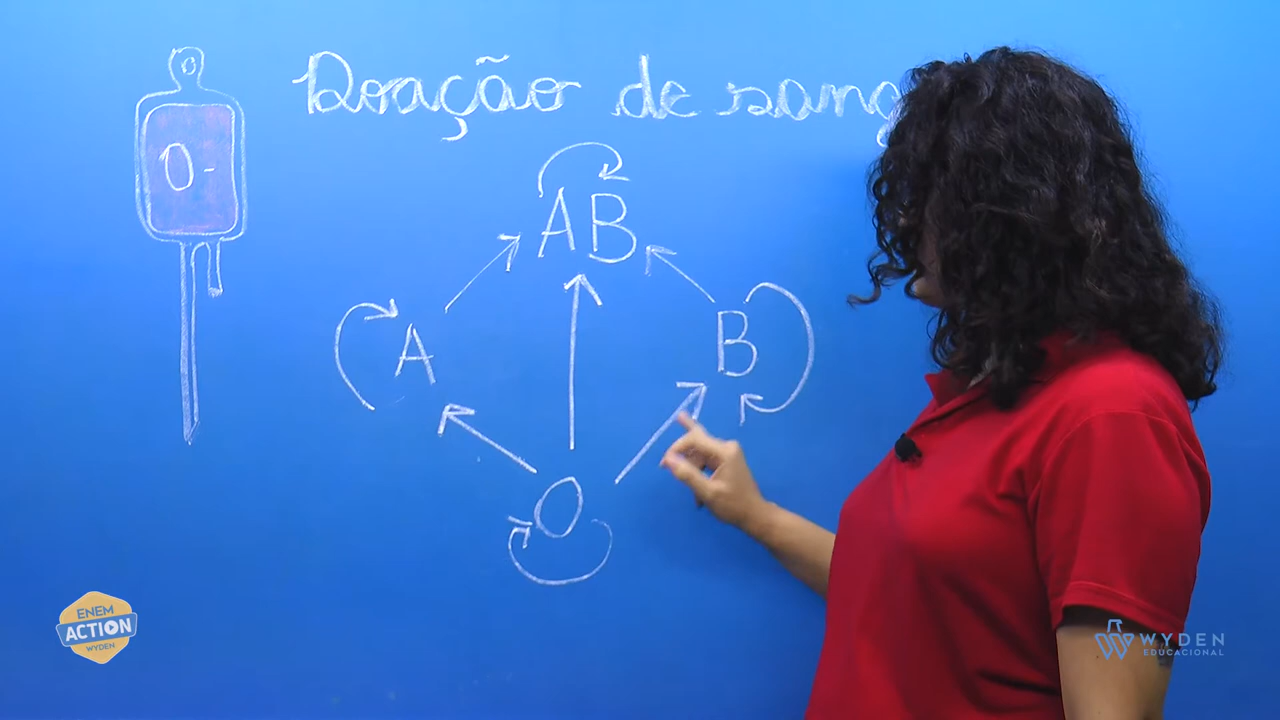 Doação de sang
O-
AB
A
B
O
ENEM
ACTION
WYDEN
WYDEN
EDUCACIONAL